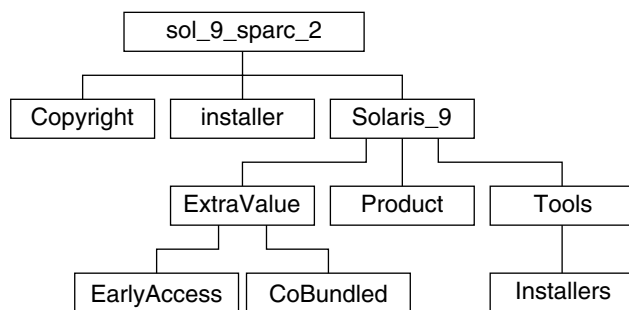 sol_9_sparc_2
Copyright
installer
Solaris_9
ExtraValue
Product
Tools
EarlyAccess
CoBundled
Installers